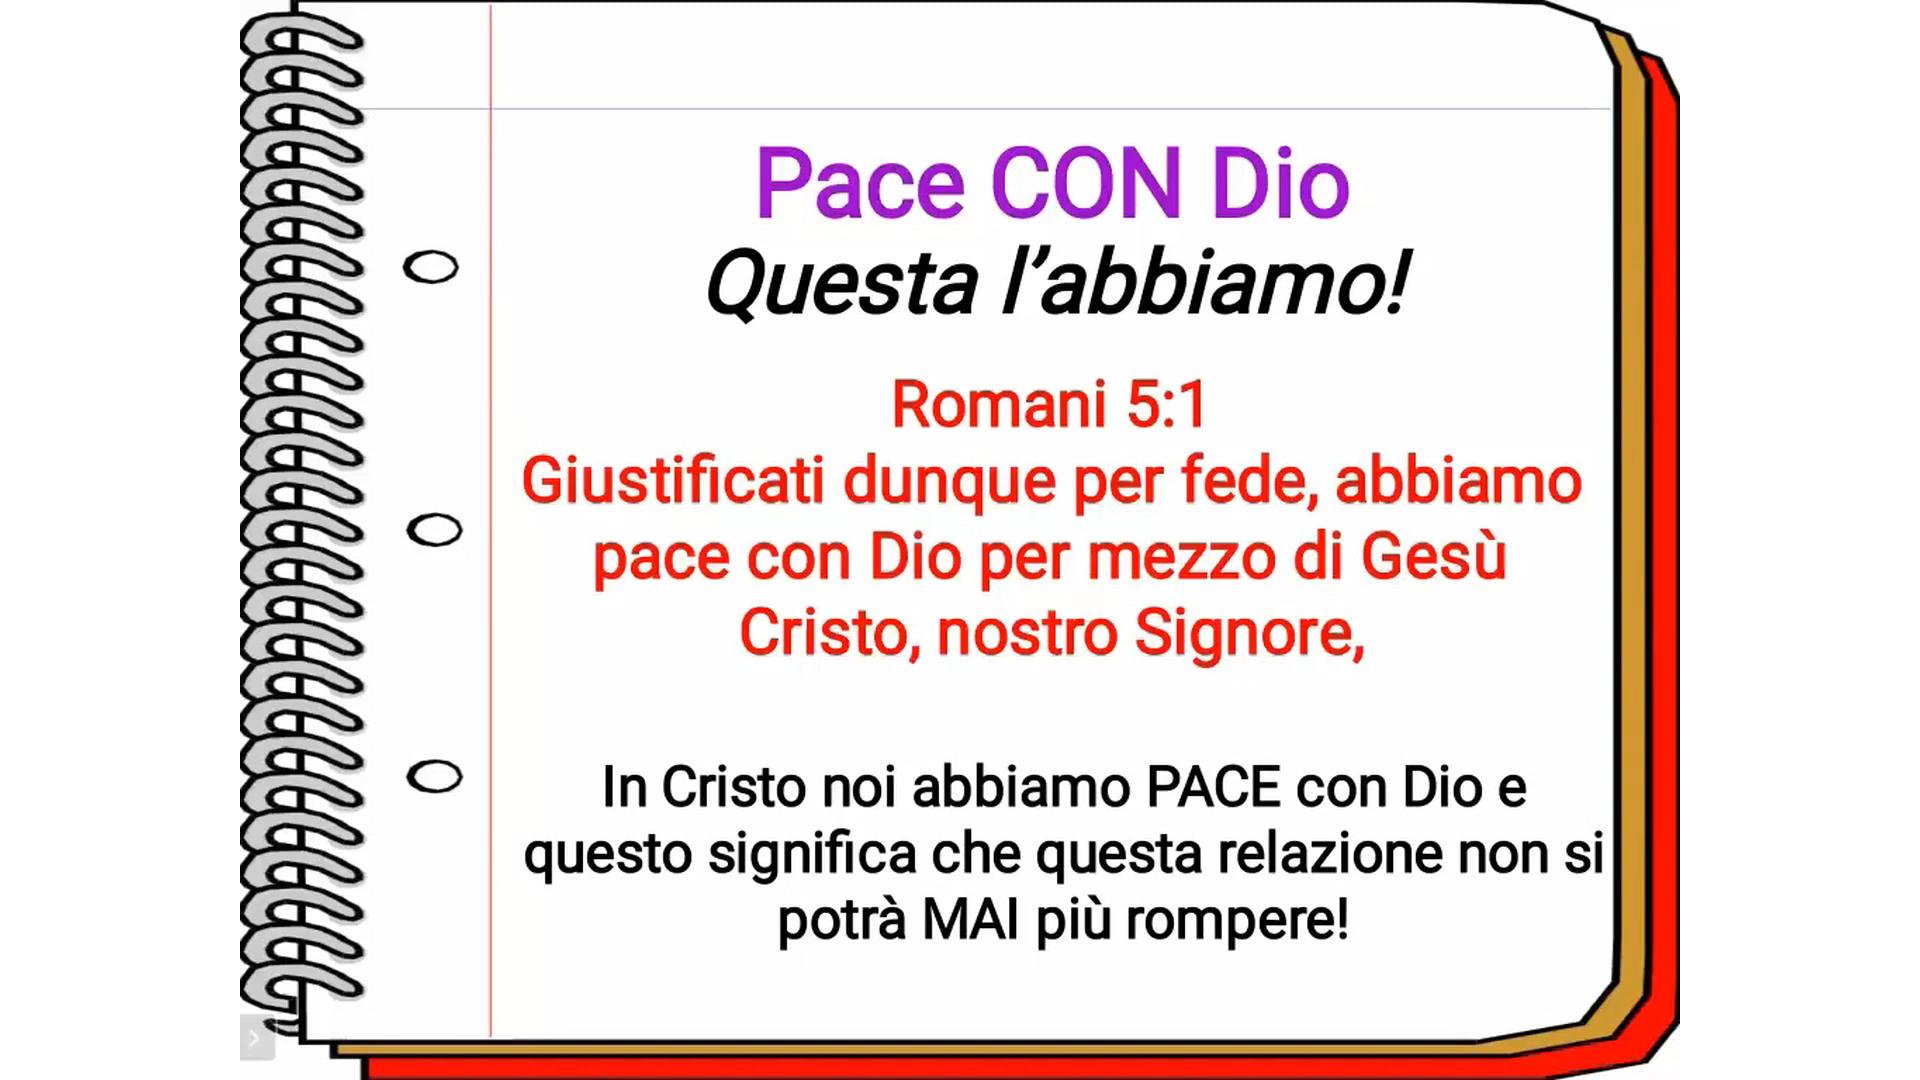 Pace CON Dio
Questa l’abbiamo!
Romani 5:1
Giustificati dunque per fede, abbiamo
pace con Dio per mezzo di Gesù
Cristo, nostro Signore,
In Cristo noi abbiamo PACE con Dio e
questo significa che questa relazione non si
potrà MAI più rompere!